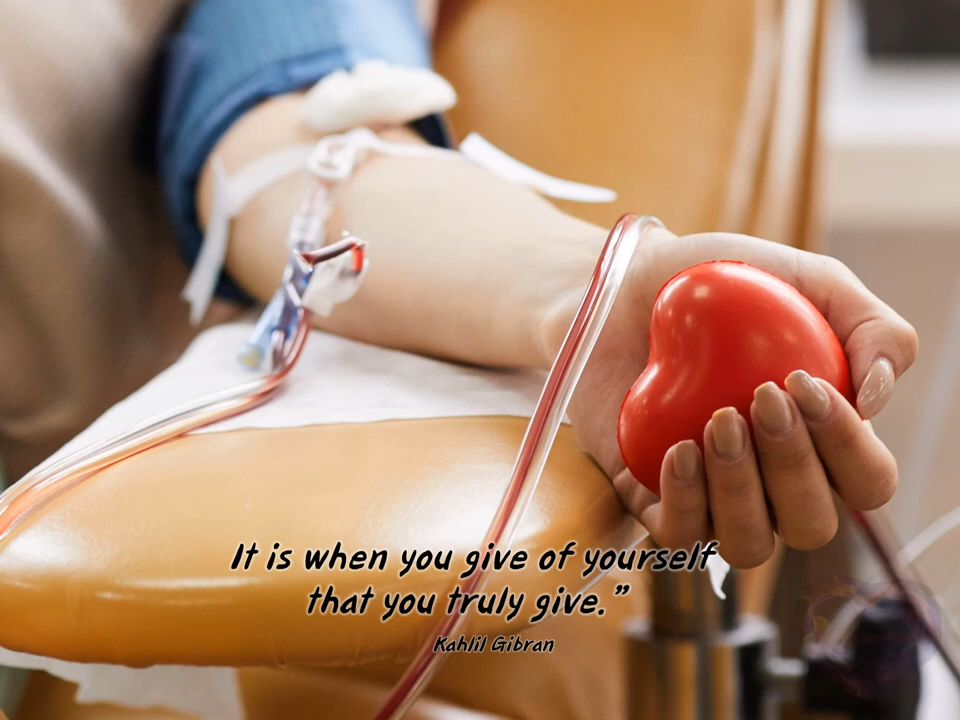 It is when you give of yourself
that you truly give.”
Kahlil Gibran